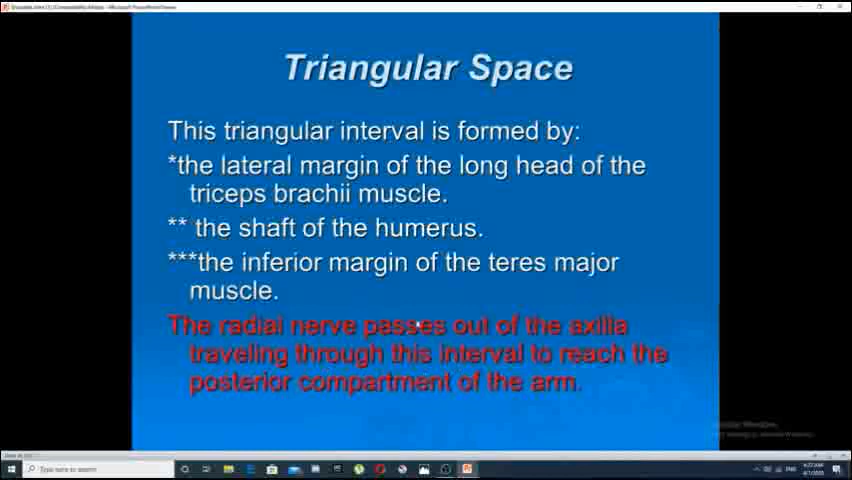 Triangular Space
This triangular interval is formed by:
*the lateral margin of the long head of the
triceps brachii muscle.
** the shaft of the humerus.
***the inferior margin of the teres major
muscle.
The radial nerve passes out of the axilla
traveling through this interval to reach the
posterior compartment of the arm.
Type here to search
ENG